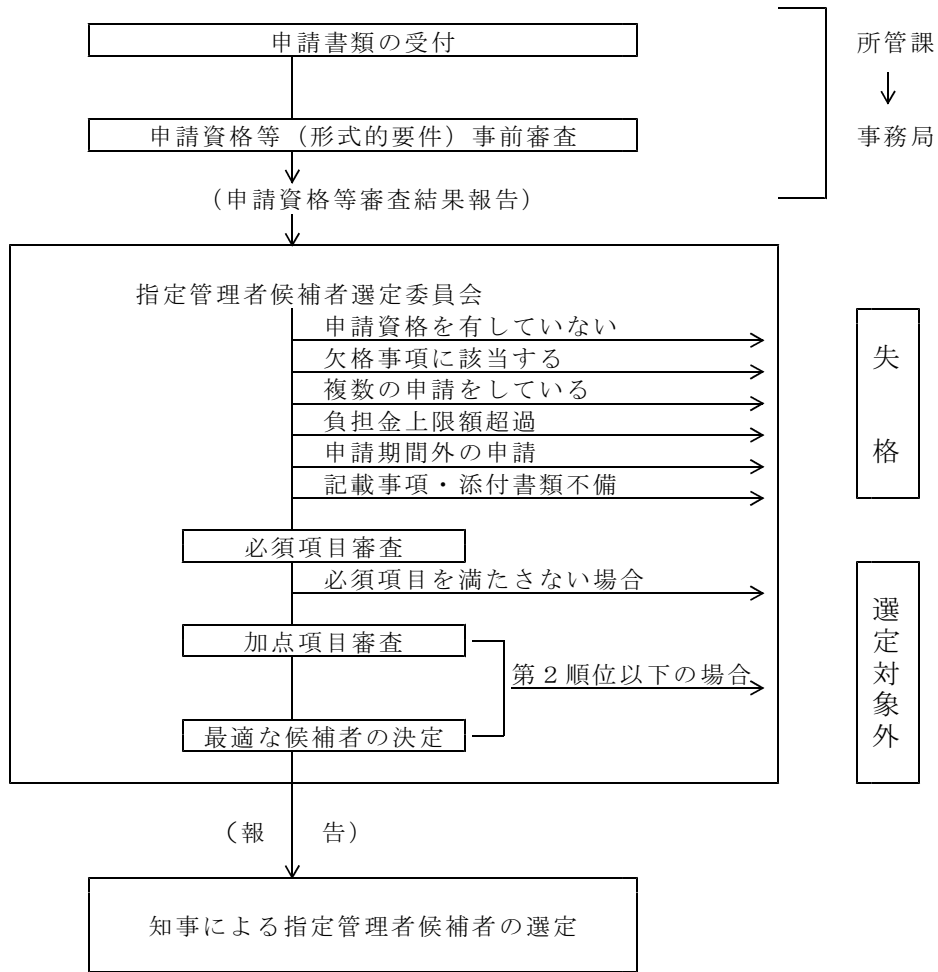 申請書類の受付
所管課
↓
事務局
申請資格等（形式的要件）事前審査
（申請資格等審査結果報告）
指定管理者候補者選定委員会
申請資格を有していない
欠格事項に該当する
複数の申請をしている
負担金上限額超過
申請期間外の申請
記載事項・添付書類不備
失格
必須項目審査
必須項目を満たさない場合
加点項目審査
第２順位以下の場合
最適な候補者の決定
選定対象外
（報　　告）
知事による指定管理者候補者の選定